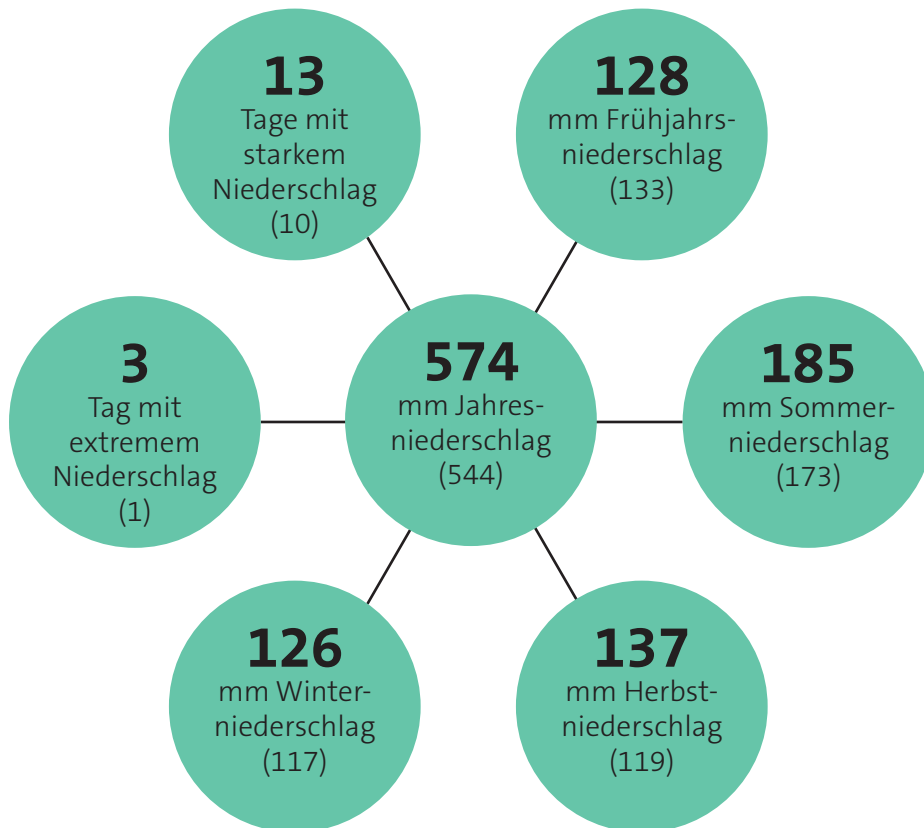 13
Tage mit
starkem
Niederschlag
(10)
128
mm Frühjahrs-
niederschlag
(133)
3
Tag mit
extremem
Niederschlag
(1)
574
mm Jahres-
niederschlag
(544)
185
mm Sommer-
niederschlag
(173)
126
mm Winter-
niederschlag
(117)
137
mm Herbst-
niederschlag
(119)